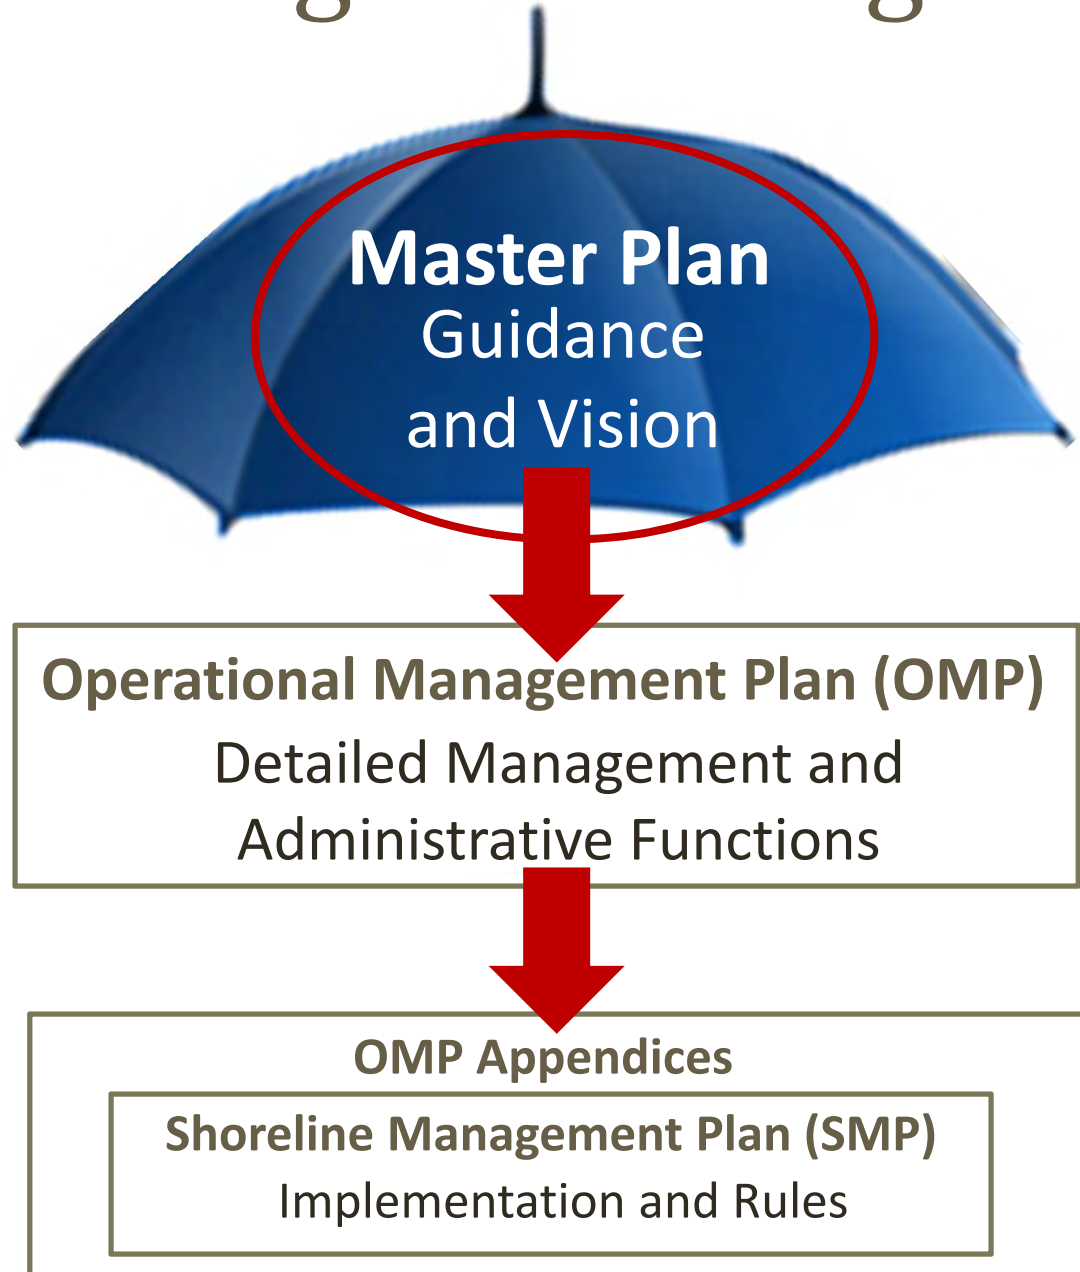 Master Plan
Guidance
and Vision
Operational Management Plan (OMP)
Detailed Management and
Administrative Functions
OMP Appendices
Shoreline Management Plan (SMP)
Implementation and Rules